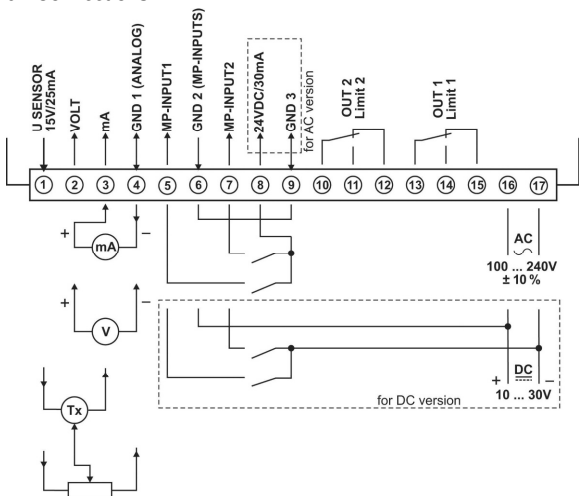 U SENSOR
15V/25mA
VOLT
mA
GND 1 (ANALOG)
MP-INPUT1
GND 2 (MP-INPUTS)
MP-INPUT2
24VDC/30mA
GND 3
for AC version
OUT 2
Limit 2
OUT 1
Limit 1
1 2 3 4 5 6 7 8 9 10 11 12 13 14 15 16 17
+ mA −
AC
100 ... 240V
± 10 %
+ V −
Tx
DC
+ −
10 ... 30V
for DC version